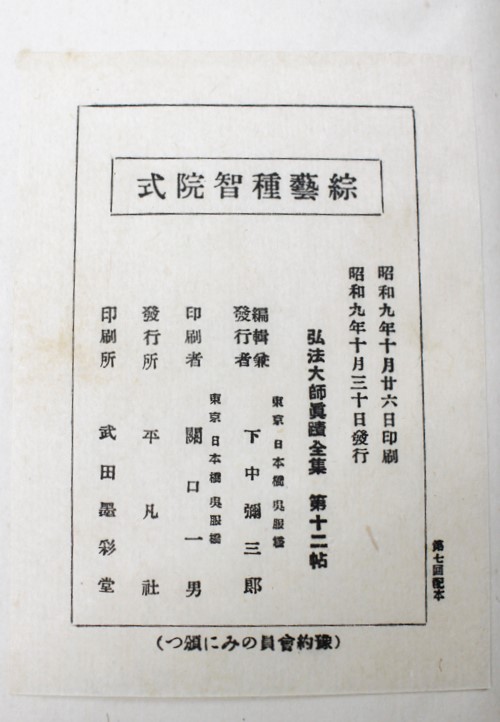 綜藝種智院式
昭和九年十月廿六日印刷
昭和九年十月三十日發行
弘法大師眞蹟全集 第十二帖
東京 日本橋 吳服橋
編輯兼
發行者 下中彌三郎
東京 日本橋 吳服橋
印刷者 關口一男
發行所 平凡社
印刷所 武田墨彩堂
第七回配本
(豫約會員のみに頒つ)